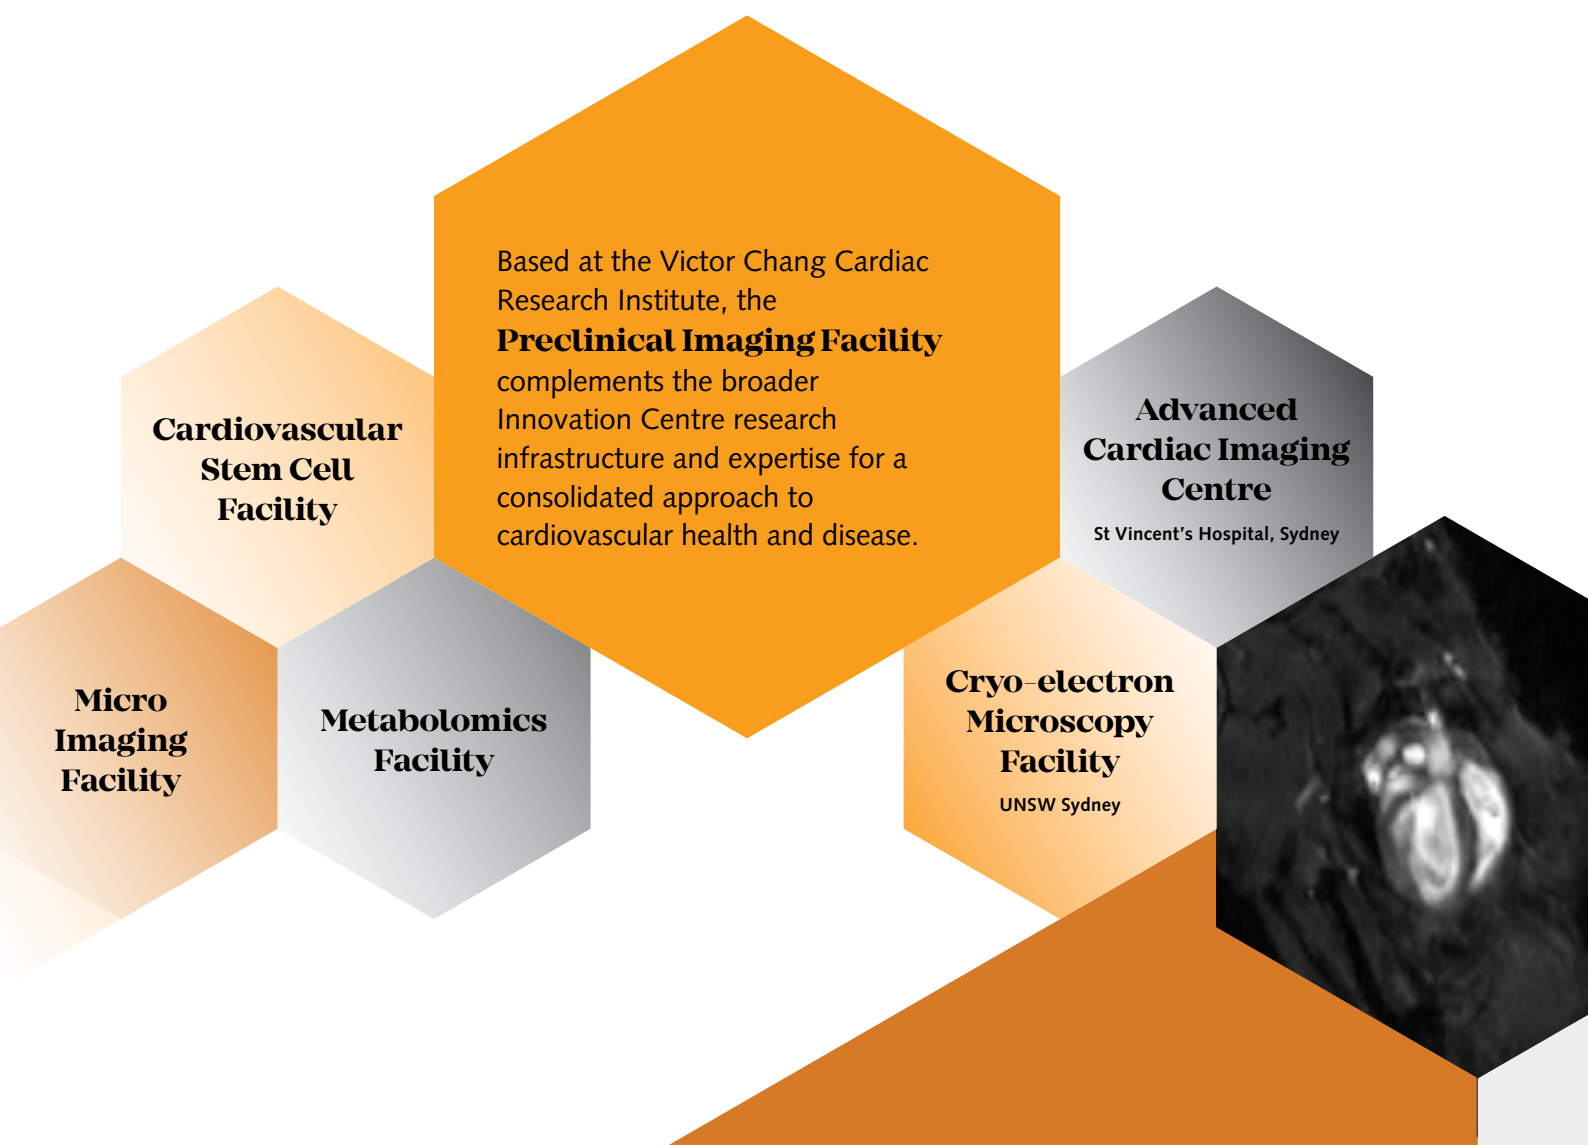 Based at the Victor Chang Cardiac
Research Institute, the
Preclinical Imaging Facility
complements the broader
Innovation Centre research
infrastructure and expertise for a
consolidated approach to
cardiovascular health and disease.
Cardiovascular
Stem Cell
Facility
Advanced
Cardiac Imaging
Centre
St Vincent's Hospital, Sydney
Micro
Imaging
Facility
Metabolomics
Facility
Cryo-electron
Microscopy
Facility
UNSW Sydney